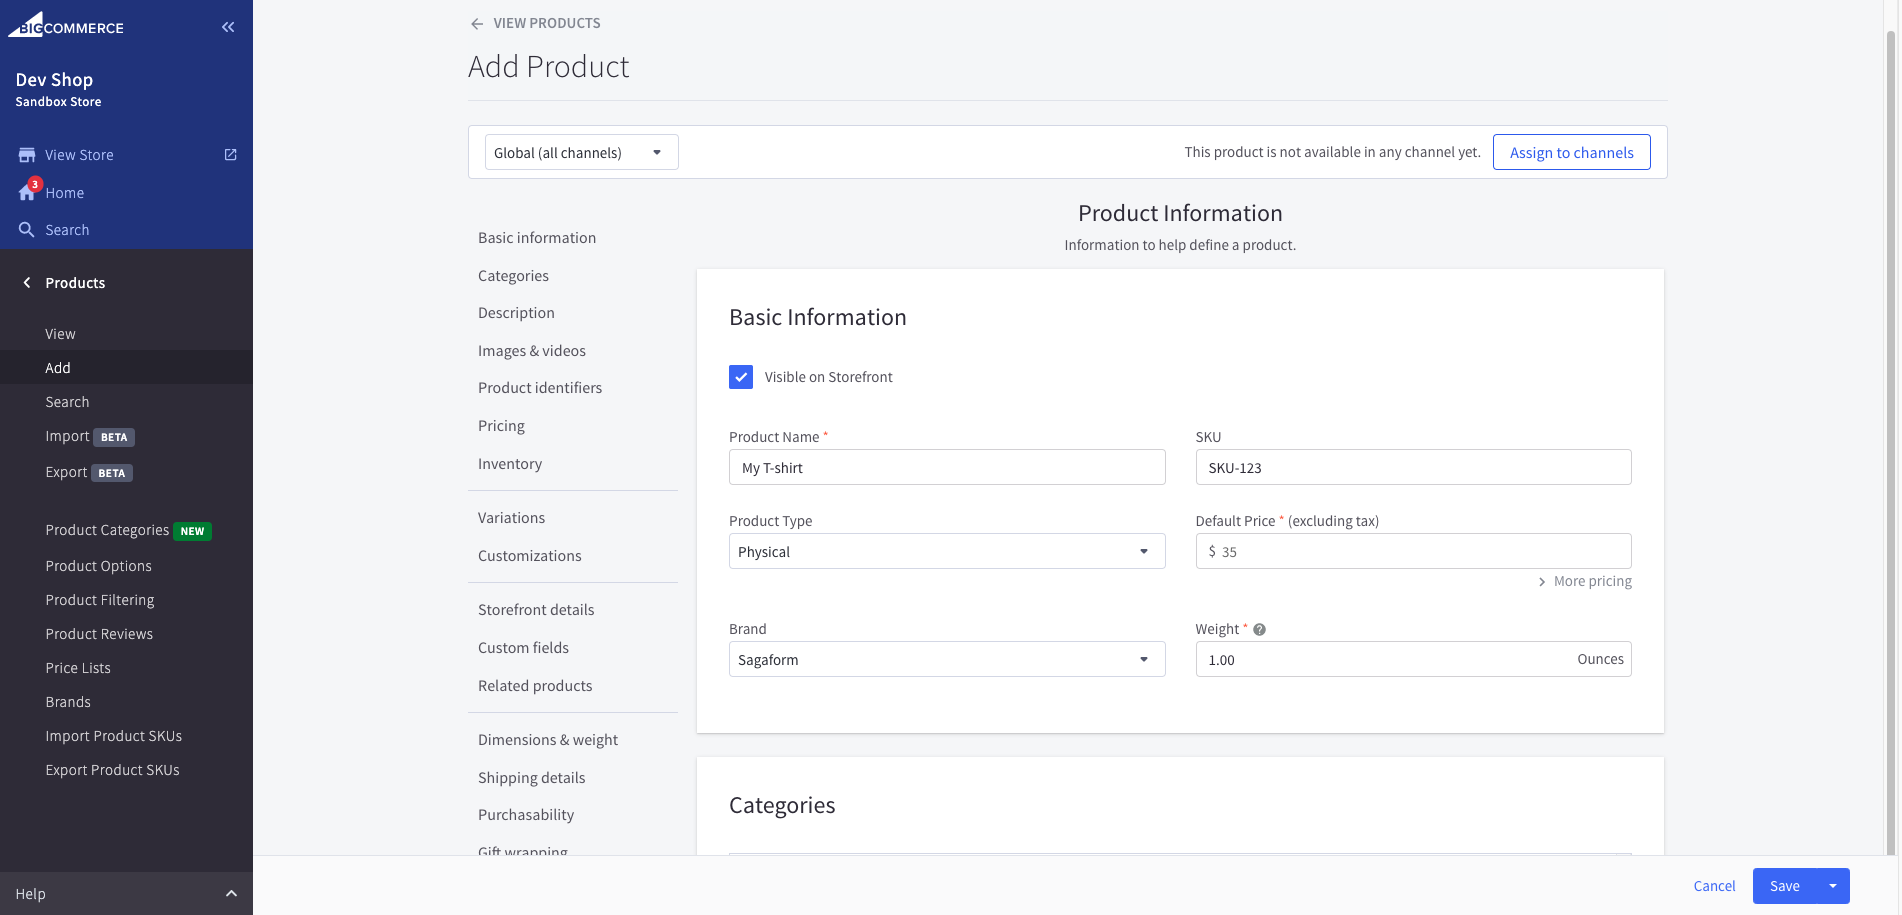 BIGCOMMERCE
Dev Shop
Sandbox Store
View Store
3
Home
Search
Products
View
Add
Search
Import BETA
Export BETA
Product Categories NEW
Product Options
Product Filtering
Product Reviews
Price Lists
Brands
Import Product SKUs
Export Product SKUs
Help
VIEW PRODUCTS
Add Product
Global (all channels)
This product is not available in any channel yet.
Assign to channels
Basic information
Categories
Description
Images & videos
Product identifiers
Pricing
Inventory
Variations
Customizations
Storefront details
Custom fields
Related products
Dimensions & weight
Shipping details
Purchasability
Gift wrapping
Product Information
Information to help define a product.
Basic Information
Visible on Storefront
Product Name *
My T-shirt
SKU
SKU-123
Product Type
Physical
Default Price * (excluding tax)
$ 35
More pricing
Brand
Sagaform
Weight * ?
1.00 Ounces
Categories
Cancel
Save